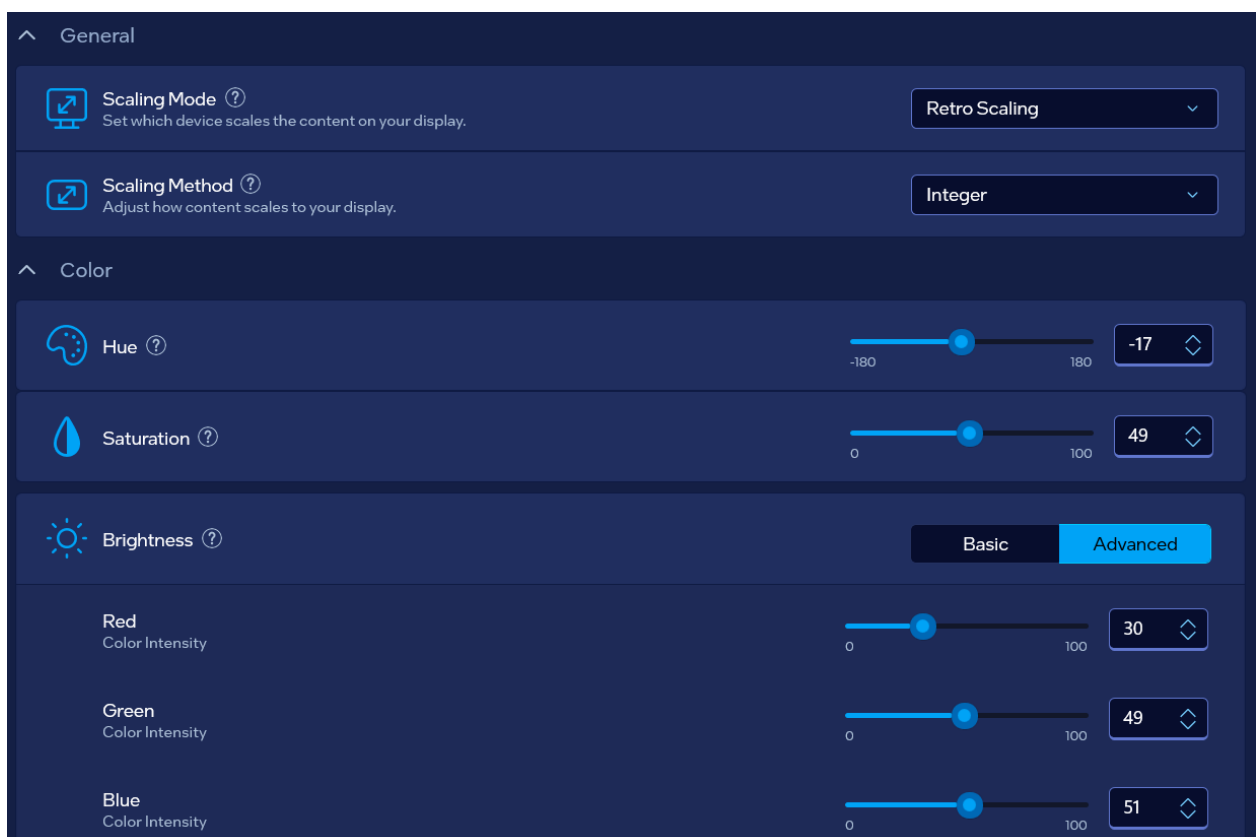 General
Scaling Mode ?
Set which device scales the content on your display.
Retro Scaling
Scaling Method ?
Adjust how content scales to your display.
Integer
Color
Hue ?
-180
180
-17
Saturation ?
0
100
49
Brightness ?
Basic
Advanced
Red
Color Intensity
0
100
30
Green
Color Intensity
0
100
49
Blue
Color Intensity
0
100
51